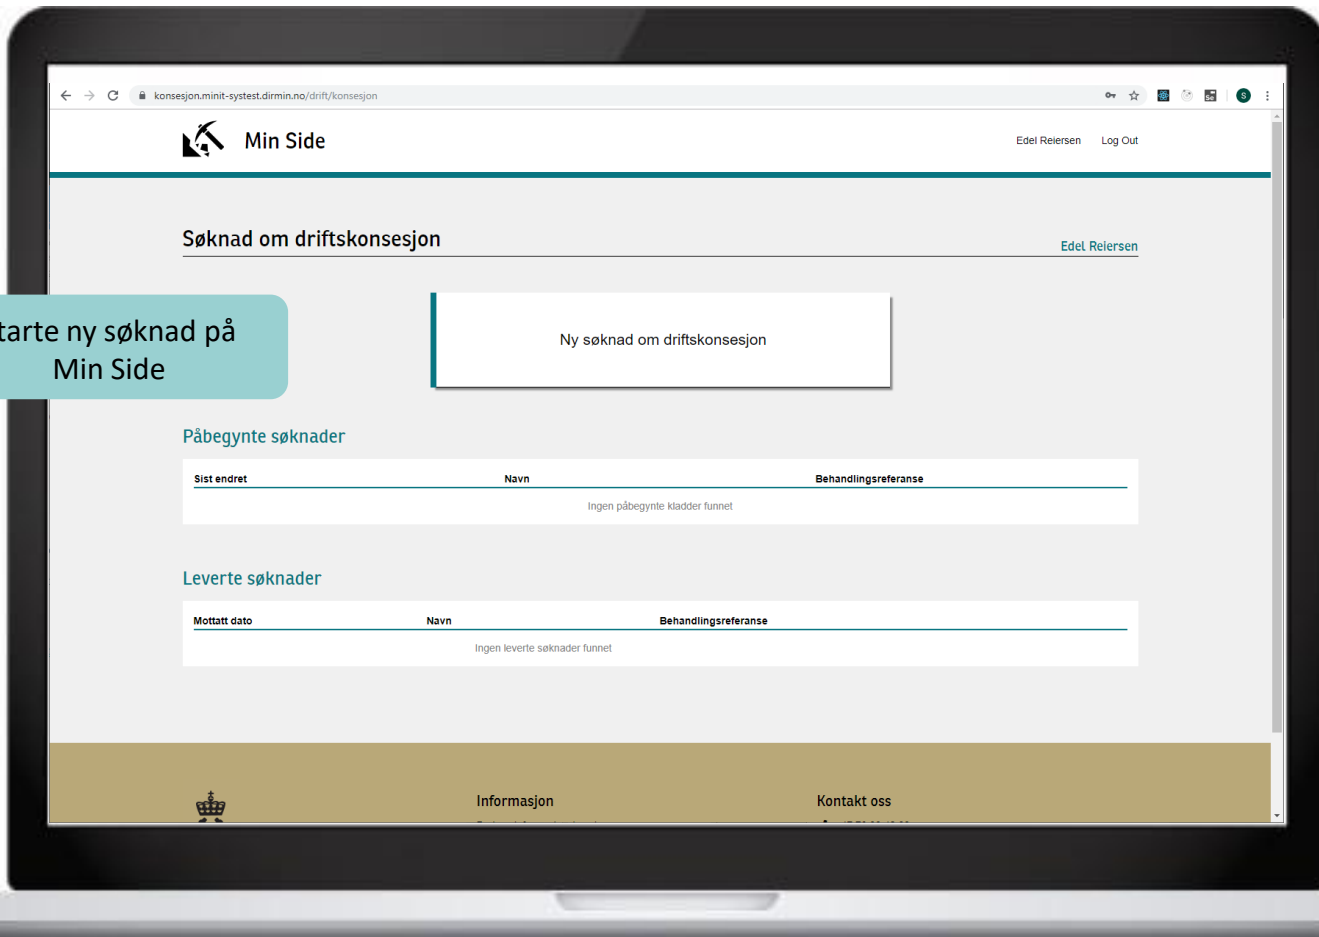 konsesjon.minit-systest.dirmin.no/drift/konsesjon
Se
S
Min Side
Edel Reiersen Log Out
Søknad om driftskonsesjon
Edel Reiersen
tarte ny søknad på
Min Side
Ny søknad om driftskonsesjon
Påbegynte søknader
Sist endret Navn Behandlingsreferanse
Ingen påbegynte kladder funnet
Leverte søknader
Mottatt dato Navn Behandlingsreferanse
Ingen leverte søknader funnet
Informasjon Kontakt oss